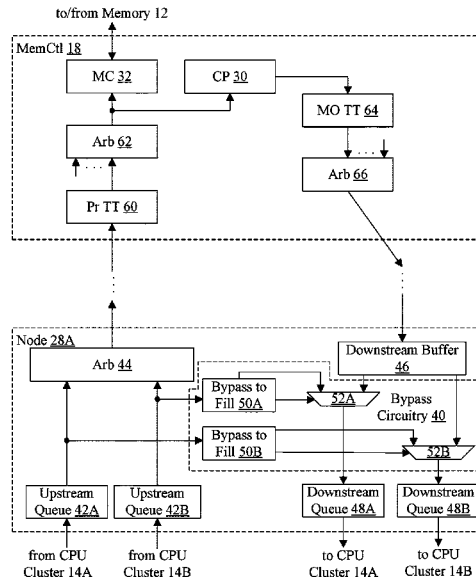 to/from Memory 12
MemCtl 18
MC 32
CP 30
MO TT 64
Arb 62
Arb 66
Pr TT 60
Node 28A
Arb 44
Downstream Buffer
46
Bypass to
Fill 50A
52A
Bypass
Circuitry 40
Bypass to
Fill 50B
52B
Upstream
Queue 42A
Upstream
Queue 42B
Downstream
Queue 48A
Downstream
Queue 48B
from CPU
Cluster 14A
from CPU
Cluster 14B
to CPU
Cluster 14A
to CPU
Cluster 14B